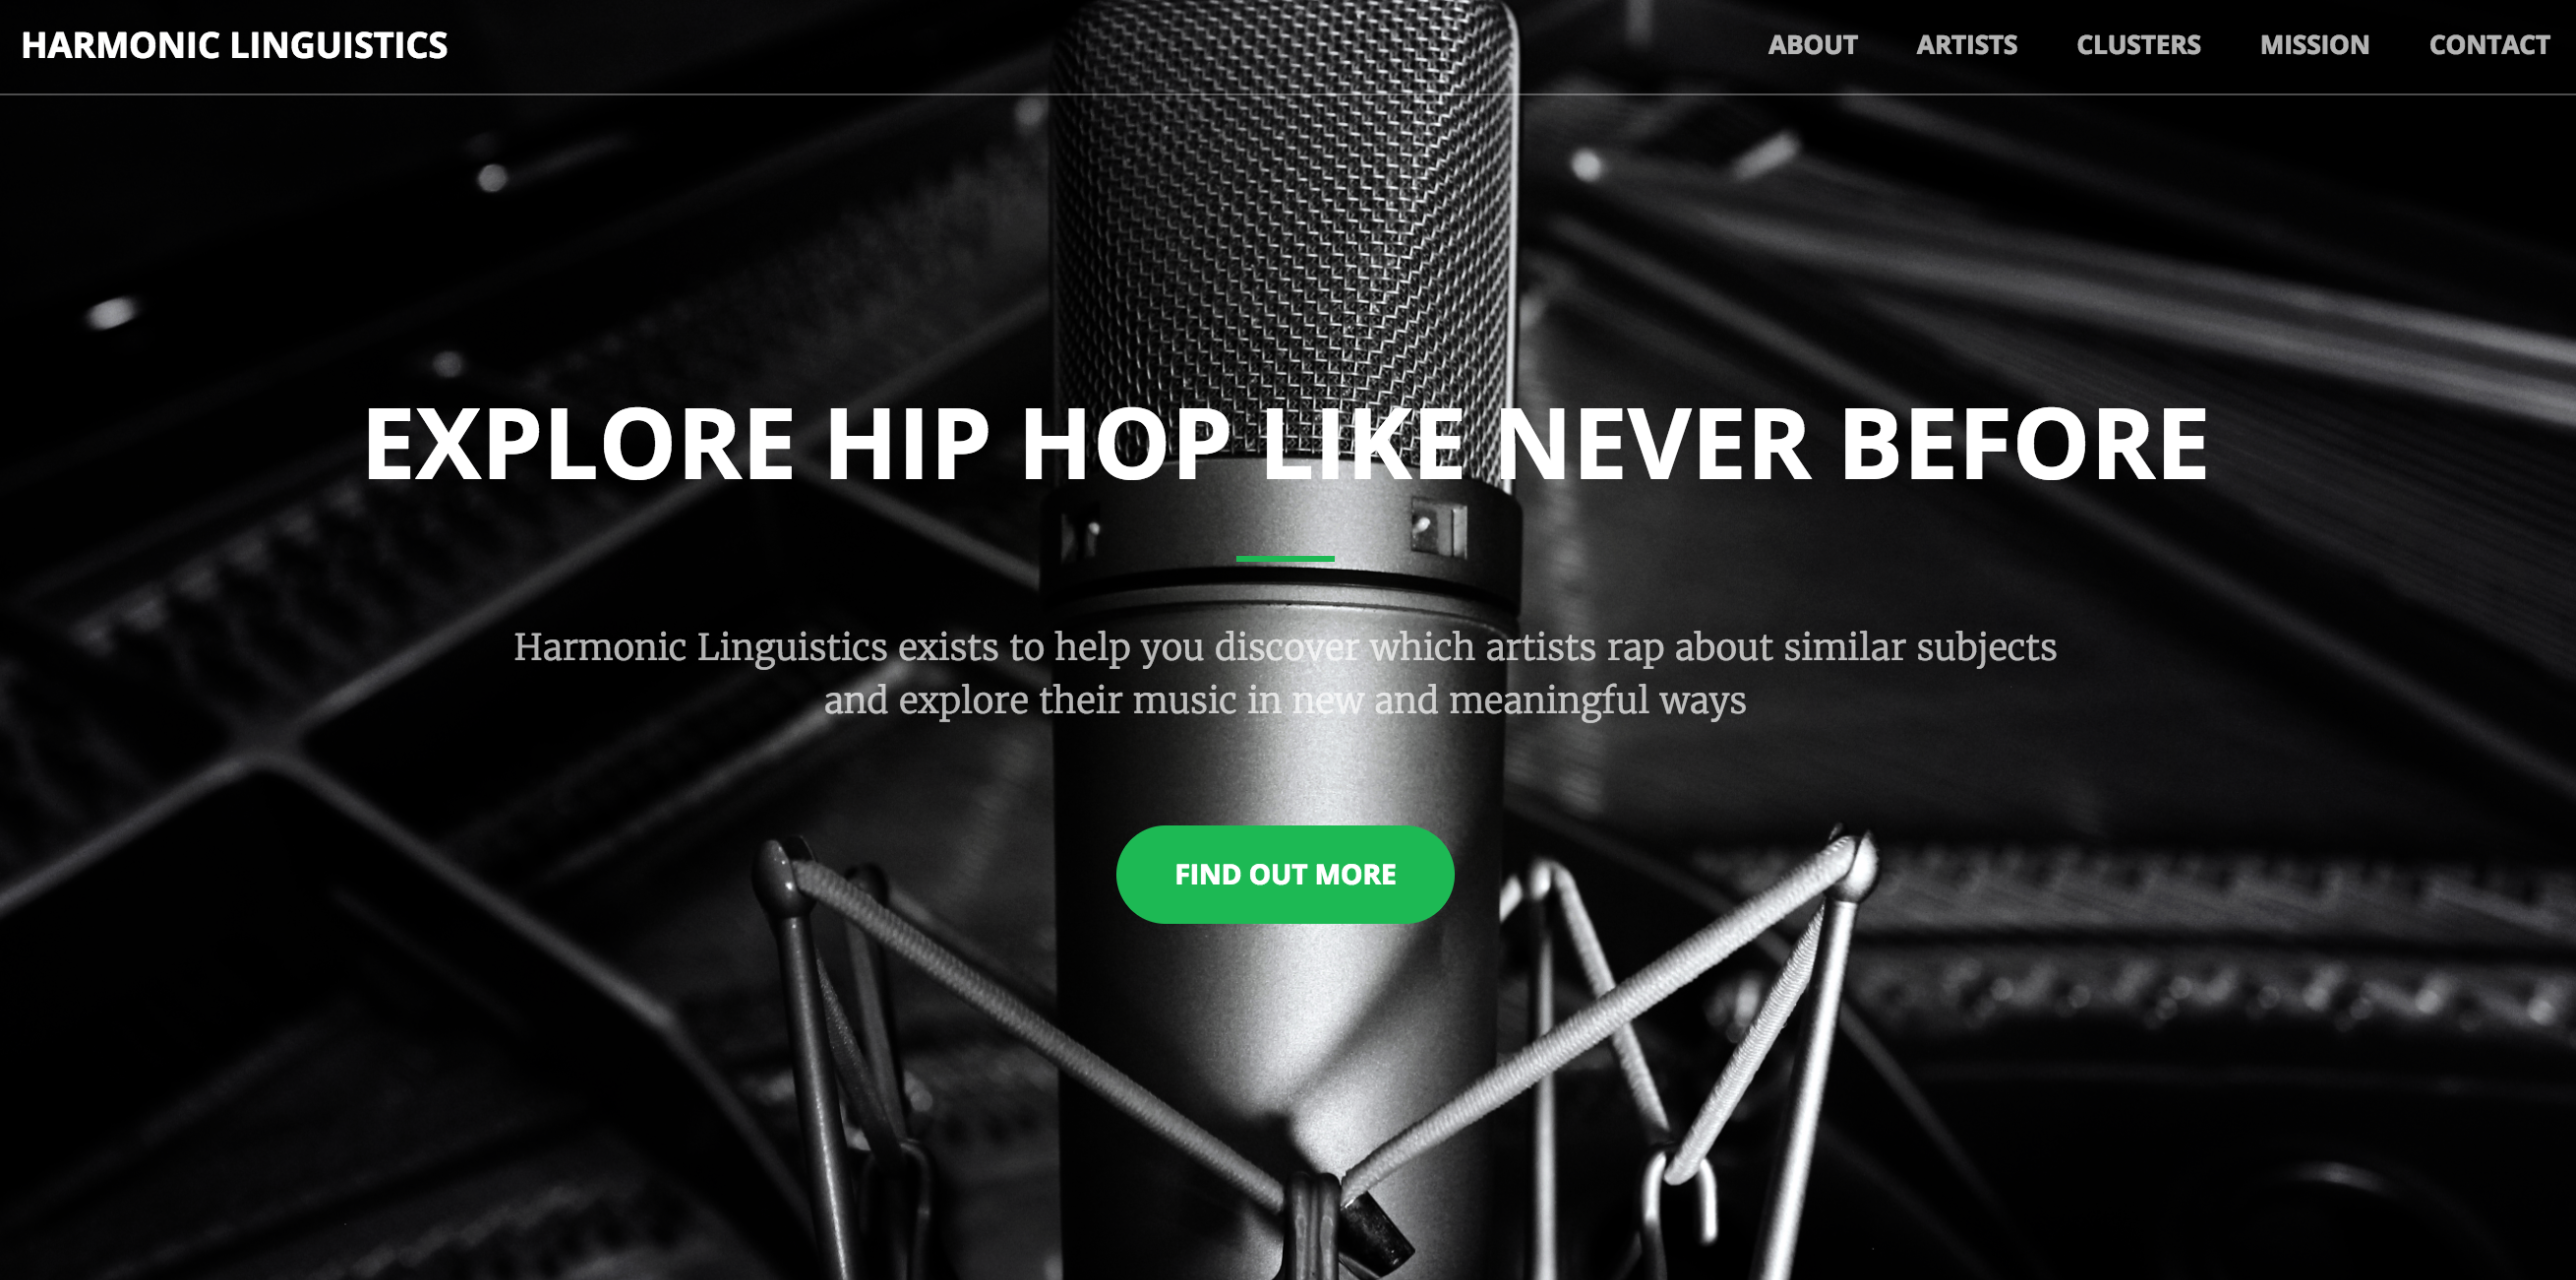 HARMONIC LINGUISTICS
ABOUT ARTISTS CLUSTERS MISSION CONTACT
EXPLORE HIP HOP LIKE NEVER BEFORE
Harmonic Linguistics exists to help you discover which artists rap about similar subjects
and explore their music in new and meaningful ways
FIND OUT MORE